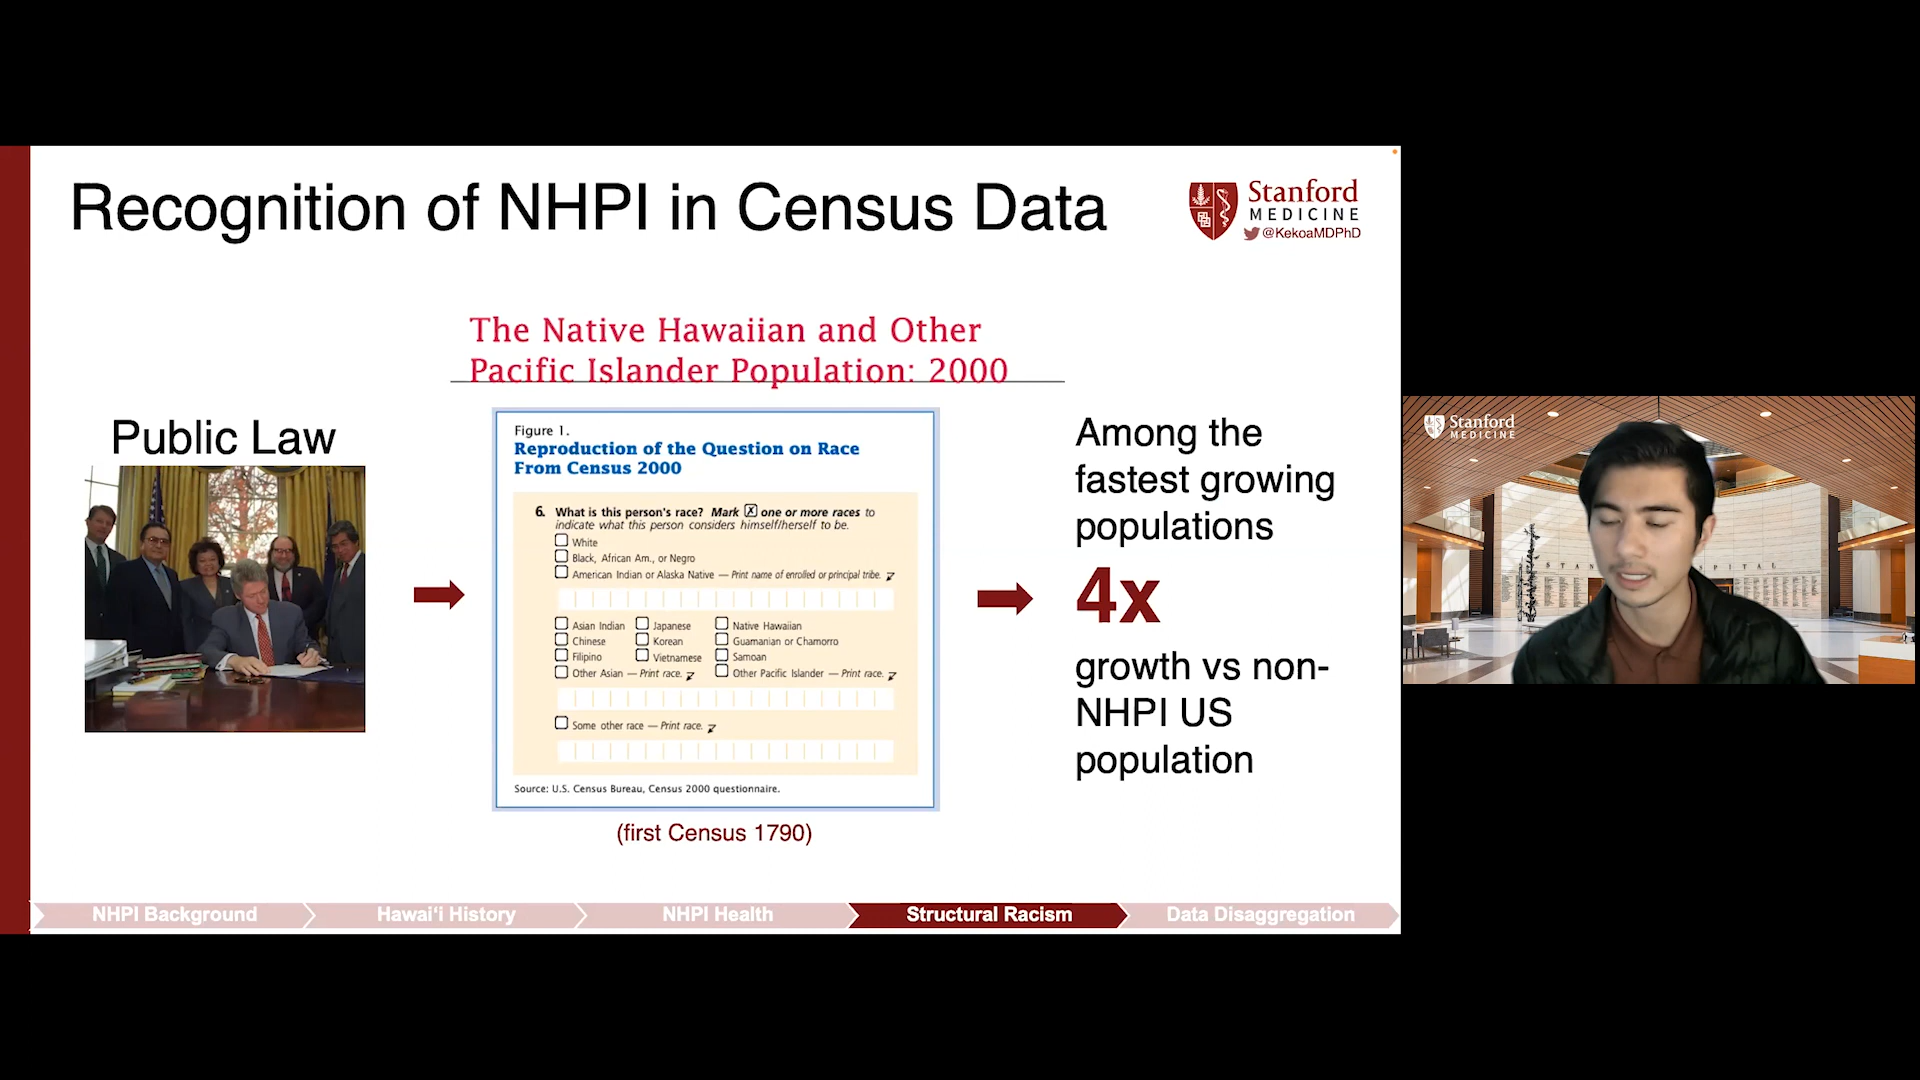 Recognition of NHPI in Census Data
Stanford
MEDICINE
@KekoaMDPhD
The Native Hawaiian and Other
Pacific Islander Population: 2000
Public Law
Figure 1.
Reproduction of the Question on Race
From Census 2000
6. What is this person's race? Mark X one or more races to
indicate what this person considers himself/herself to be.
White
Black, African Am., or Negro
American Indian or Alaska Native — Print name of enrolled or principal tribe.
Asian Indian Japanese Native Hawaiian
Chinese Korean Guamanian or Chamorro
Filipino Vietnamese Samoan
Other Asian — Print race. Other Pacific Islander — Print race.
Some other race — Print race.
Source: U.S. Census Bureau, Census 2000 questionnaire.
(first Census 1790)
Among the
fastest growing
populations
4x
growth vs non-
NHPI US
population
NHPI Background
Hawaiʻi History
NHPI Health
Structural Racism
Data Disaggregation
Stanford
MEDICINE